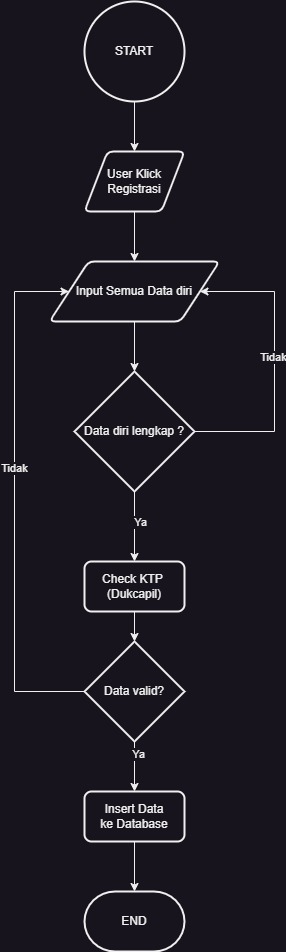 START
User Klick
Registrasi
Input Semua Data diri
Tidak
Data diri lengkap ?
Tidak
Ya
Check KTP
(Dukcapil)
Data valid?
Ya
Insert Data
ke Database
END